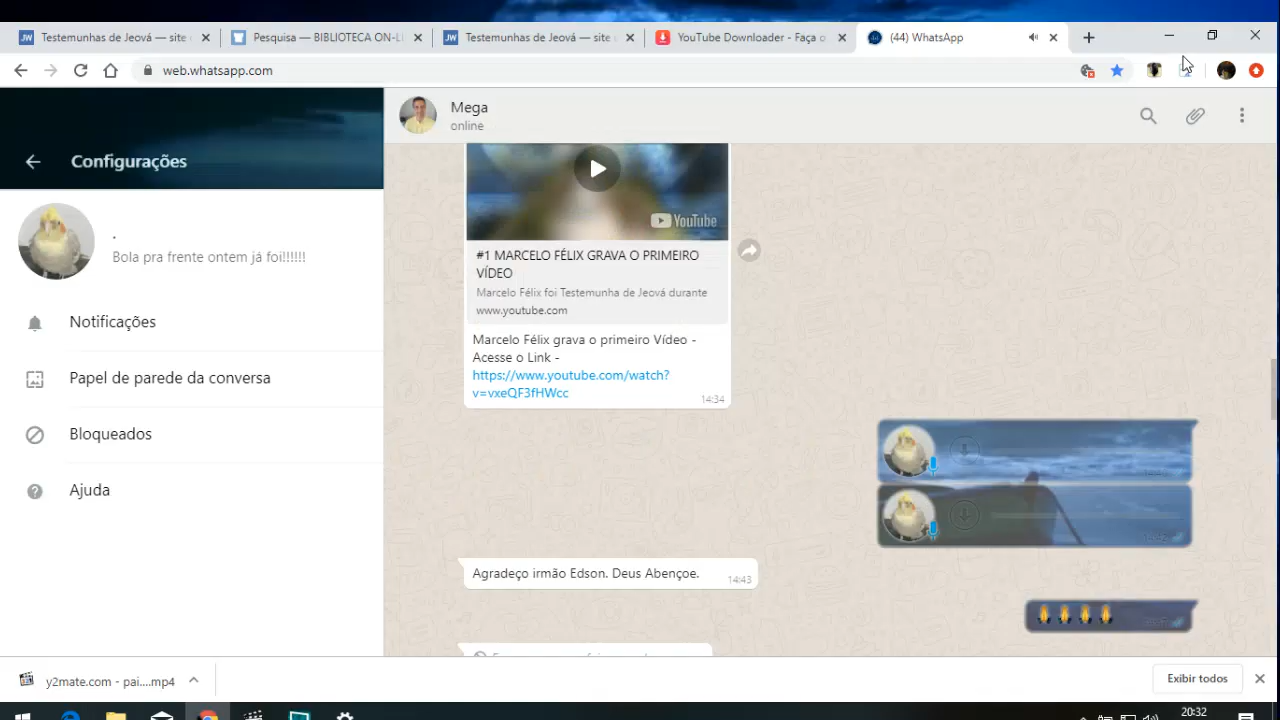 Testemunhas de Jeová — site
Pesquisa — BIBLIOTECA ON-LI
Testemunhas de Jeová — site
YouTube Downloader - Faça o
(44) WhatsApp
web.whatsapp.com
Configurações
.
Bola pra frente ontem já foi!!!!!!
Notificações
Papel de parede da conversa
Bloqueados
Ajuda
Mega
online
YouTube
#1 MARCELO FÉLIX GRAVA O PRIMEIRO
VÍDEO
Marcelo Félix foi Testemunha de Jeová durante
www.youtube.com
Marcelo Félix grava o primeiro Vídeo -
Acesse o Link -
https://www.youtube.com/watch?
v=vxeQF3fHWcc
14:34
Agradeço irmão Edson. Deus Abençoe.
14:43
y2mate.com - pai....mp4
Exibir todos
20:32